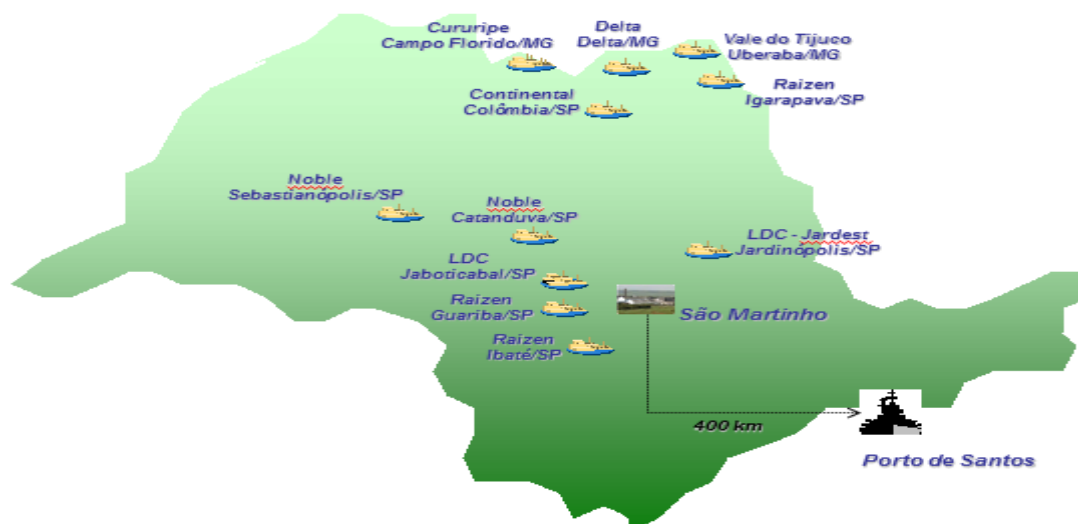 Cururipe
Campo Florido/MG
Delta
Delta/MG
Vale do Tijuco
Uberaba/MG
Raizen
Igarapava/SP
Continental
Colômbia/SP
Noble
Sebastianópolis/SP
Noble
Catanduva/SP
LDC - Jardest
Jardinópolis/SP
LDC
Jaboticabal/SP
Raizen
Guariba/SP
São Martinho
Raizen
Ibaté/SP
400 km
Porto de Santos